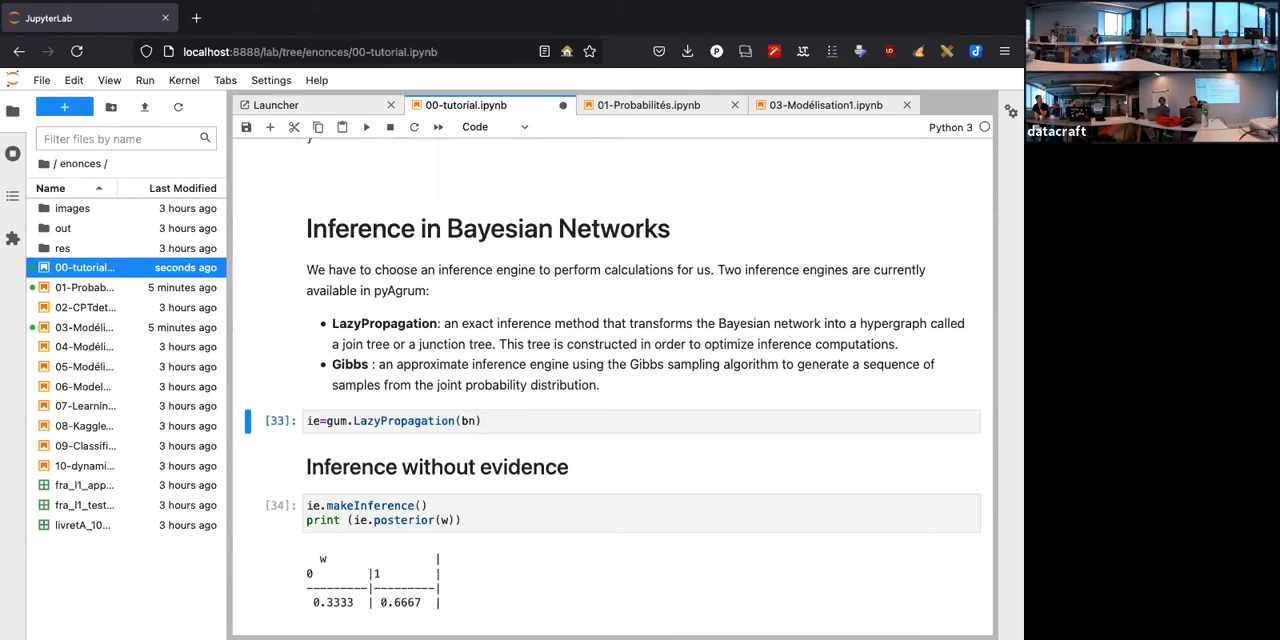 JupyterLab
localhost:8888/lab/tree/enonces/00-tutorial.ipynb
File Edit View Run Kernel Tabs Settings Help
Launcher
00-tutorial.ipynb
01-Probabilités.ipynb
03-Modélisation1.ipynb
Code
Python 3
Filter files by name
/ enonces /
Name Last Modified
images 3 hours ago
out 3 hours ago
res 3 hours ago
00-tutorial... seconds ago
01-Probab... 5 minutes ago
02-CPTdet... 3 hours ago
03-Modéli... 5 minutes ago
04-Modéli... 3 hours ago
05-Modéli... 3 hours ago
06-Model... 3 hours ago
07-Learnin... 3 hours ago
08-Kaggle... 3 hours ago
09-Classifi... 3 hours ago
10-dynami... 3 hours ago
fra_l1_app... 3 hours ago
fra_l1_test... 3 hours ago
livretA_10... 3 hours ago
}
Inference in Bayesian Networks
We have to choose an inference engine to perform calculations for us. Two inference engines are currently
available in pyAgrum:
• LazyPropagation: an exact inference method that transforms the Bayesian network into a hypergraph called
a join tree or a junction tree. This tree is constructed in order to optimize inference computations.
• Gibbs : an approximate inference engine using the Gibbs sampling algorithm to generate a sequence of
samples from the joint probability distribution.
[33]: ie=gum.LazyPropagation(bn)
Inference without evidence
[34]: ie.makeInference()
print (ie.posterior(w))
w |
0 |1 |
---------|---------|
0.3333 | 0.6667 |
datacraft